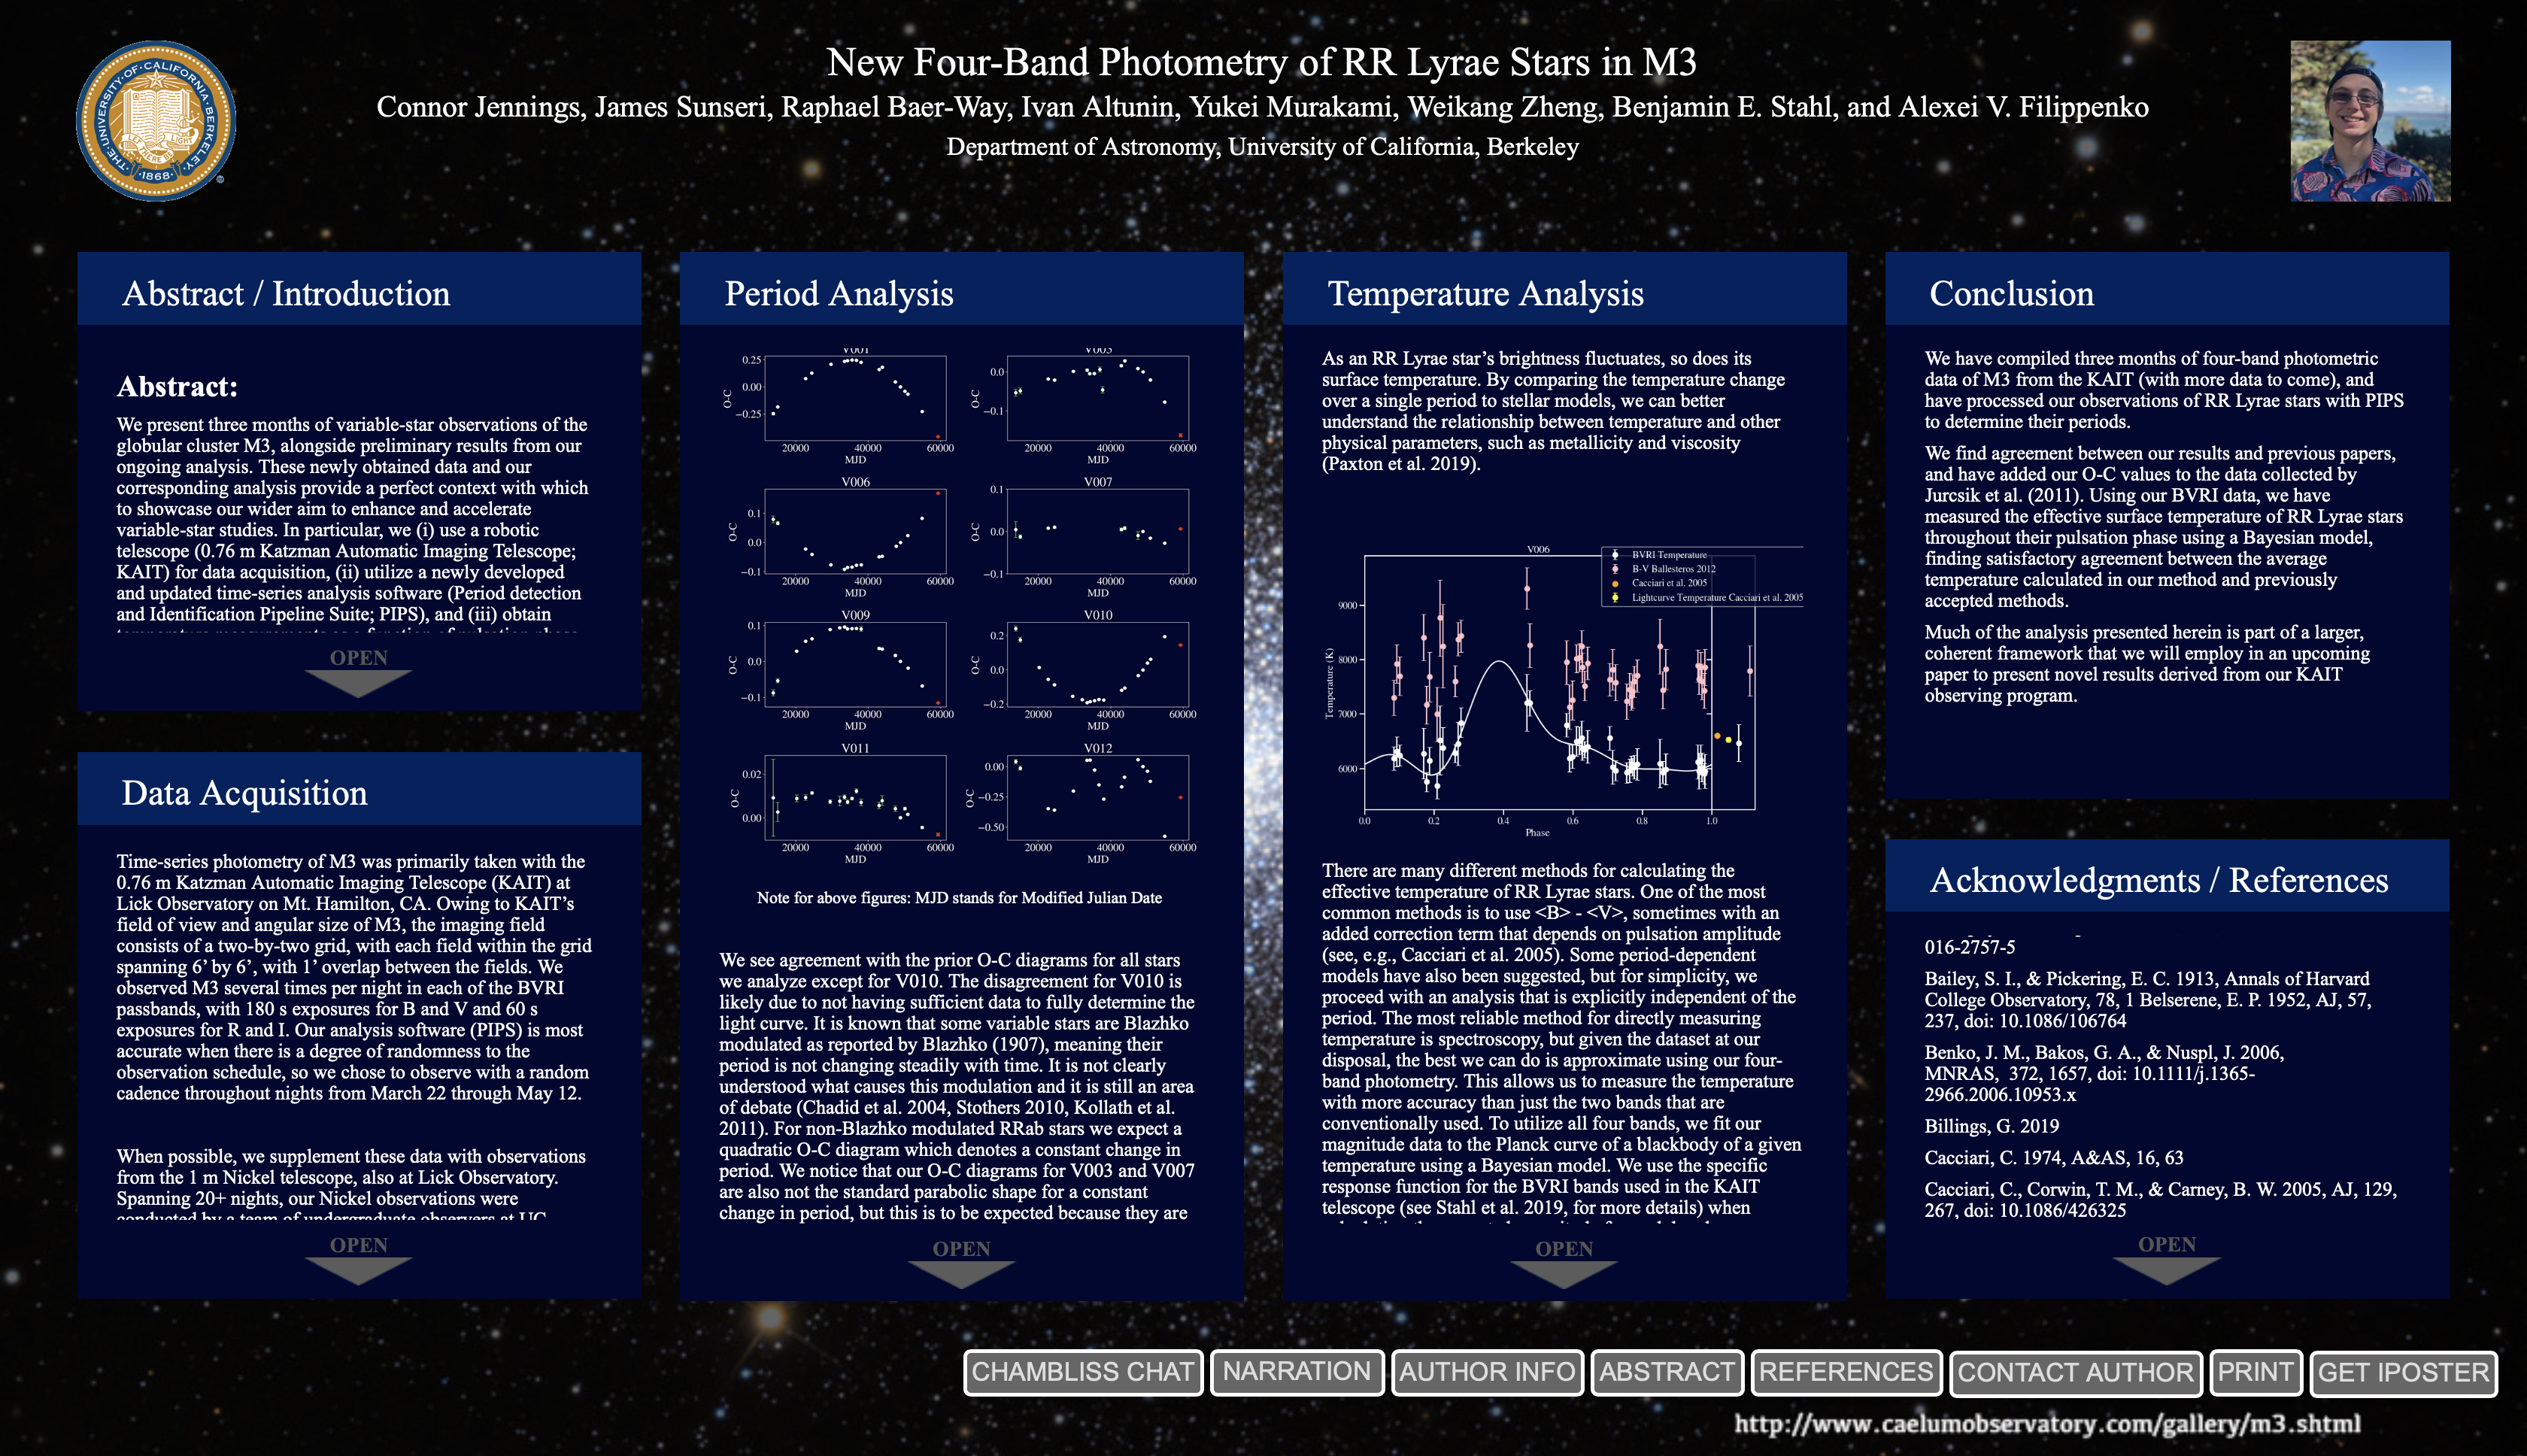 New Four-Band Photometry of RR Lyrae Stars in M3
Connor Jennings, James Sunseri, Raphael Baer-Way, Ivan Altunin, Yukei Murakami, Weikang Zheng, Benjamin E. Stahl, and Alexei V. Filippenko
Department of Astronomy, University of California, Berkeley
THE·UNIVERSITY·OF·CALIFORNIA·BERKELEY
·1868·
Abstract / Introduction
Abstract:
We present three months of variable-star observations of the
globular cluster M3, alongside preliminary results from our
ongoing analysis. These newly obtained data and our
corresponding analysis provide a perfect context with which
to showcase our wider aim to enhance and accelerate
variable-star studies. In particular, we (i) use a robotic
telescope (0.76 m Katzman Automatic Imaging Telescope;
KAIT) for data acquisition, (ii) utilize a newly developed
and updated time-series analysis software (Period detection
and Identification Pipeline Suite; PIPS), and (iii) obtain
OPEN
Data Acquisition
Time-series photometry of M3 was primarily taken with the
0.76 m Katzman Automatic Imaging Telescope (KAIT) at
Lick Observatory on Mt. Hamilton, CA. Owing to KAIT's
field of view and angular size of M3, the imaging field
consists of a two-by-two grid, with each field within the grid
spanning 6' by 6', with 1' overlap between the fields. We
observed M3 several times per night in each of the BVRI
passbands, with 180 s exposures for B and V and 60 s
exposures for R and I. Our analysis software (PIPS) is most
accurate when there is a degree of randomness to the
observation schedule, so we chose to observe with a random
cadence throughout nights from March 22 through May 12.
When possible, we supplement these data with observations
from the 1 m Nickel telescope, also at Lick Observatory.
Spanning 20+ nights, our Nickel observations were
conducted by a team of undergraduate observers at UC
OPEN
Period Analysis
V001
0.25
0.00
−0.25
O-C
20000 40000 60000
MJD
V003
0.0
−0.1
O-C
20000 40000 60000
MJD
V006
0.1
0.0
−0.1
O-C
20000 40000 60000
MJD
V007
0.1
0.0
−0.1
O-C
20000 40000 60000
MJD
V009
0.1
0.0
−0.1
O-C
20000 40000 60000
MJD
V010
0.2
0.0
−0.2
O-C
20000 40000 60000
MJD
V011
0.02
0.00
O-C
20000 40000 60000
MJD
V012
0.00
−0.25
−0.50
O-C
20000 40000 60000
MJD
Note for above figures: MJD stands for Modified Julian Date
We see agreement with the prior O-C diagrams for all stars
we analyze except for V010. The disagreement for V010 is
likely due to not having sufficient data to fully determine the
light curve. It is known that some variable stars are Blazhko
modulated as reported by Blazhko (1907), meaning their
period is not changing steadily with time. It is not clearly
understood what causes this modulation and it is still an area
of debate (Chadid et al. 2004, Stothers 2010, Kollath et al.
2011). For non-Blazhko modulated RRab stars we expect a
quadratic O-C diagram which denotes a constant change in
period. We notice that our O-C diagrams for V003 and V007
are also not the standard parabolic shape for a constant
change in period, but this is to be expected because they are
OPEN
Temperature Analysis
As an RR Lyrae star's brightness fluctuates, so does its
surface temperature. By comparing the temperature change
over a single period to stellar models, we can better
understand the relationship between temperature and other
physical parameters, such as metallicity and viscosity
(Paxton et al. 2019).
V006
BVRI Temperature
B-V Ballesteros 2012
Cacciari et al. 2005
Lightcurve Temperature Cacciari et al. 2005
9000
8000
7000
6000
Temperature (K)
0.0 0.2 0.4 0.6 0.8 1.0
Phase
There are many different methods for calculating the
effective temperature of RR Lyrae stars. One of the most
common methods is to use <B> - <V>, sometimes with an
added correction term that depends on pulsation amplitude
(see, e.g., Cacciari et al. 2005). Some period-dependent
models have also been suggested, but for simplicity, we
proceed with an analysis that is explicitly independent of the
period. The most reliable method for directly measuring
temperature is spectroscopy, but given the dataset at our
disposal, the best we can do is approximate using our four-
band photometry. This allows us to measure the temperature
with more accuracy than just the two bands that are
conventionally used. To utilize all four bands, we fit our
magnitude data to the Planck curve of a blackbody of a given
temperature using a Bayesian model. We use the specific
response function for the BVRI bands used in the KAIT
telescope (see Stahl et al. 2019, for more details) when
OPEN
Conclusion
We have compiled three months of four-band photometric
data of M3 from the KAIT (with more data to come), and
have processed our observations of RR Lyrae stars with PIPS
to determine their periods.
We find agreement between our results and previous papers,
and have added our O-C values to the data collected by
Jurcsik et al. (2011). Using our BVRI data, we have
measured the effective surface temperature of RR Lyrae stars
throughout their pulsation phase using a Bayesian model,
finding satisfactory agreement between the average
temperature calculated in our method and previously
accepted methods.
Much of the analysis presented herein is part of a larger,
coherent framework that we will employ in an upcoming
paper to present novel results derived from our KAIT
observing program.
Acknowledgments / References
016-2757-5
Bailey, S. I., & Pickering, E. C. 1913, Annals of Harvard
College Observatory, 78, 1 Belserene, E. P. 1952, AJ, 57,
237, doi: 10.1086/106764
Benko, J. M., Bakos, G. A., & Nuspl, J. 2006,
MNRAS, 372, 1657, doi: 10.1111/j.1365-
2966.2006.10953.x
Billings, G. 2019
Cacciari, C. 1974, A&AS, 16, 63
Cacciari, C., Corwin, T. M., & Carney, B. W. 2005, AJ, 129,
267, doi: 10.1086/426325
OPEN
CHAMBLISS CHAT
NARRATION
AUTHOR INFO
ABSTRACT
REFERENCES
CONTACT AUTHOR
PRINT
GET IPOSTER
http://www.caelumobservatory.com/gallery/m3.shtml